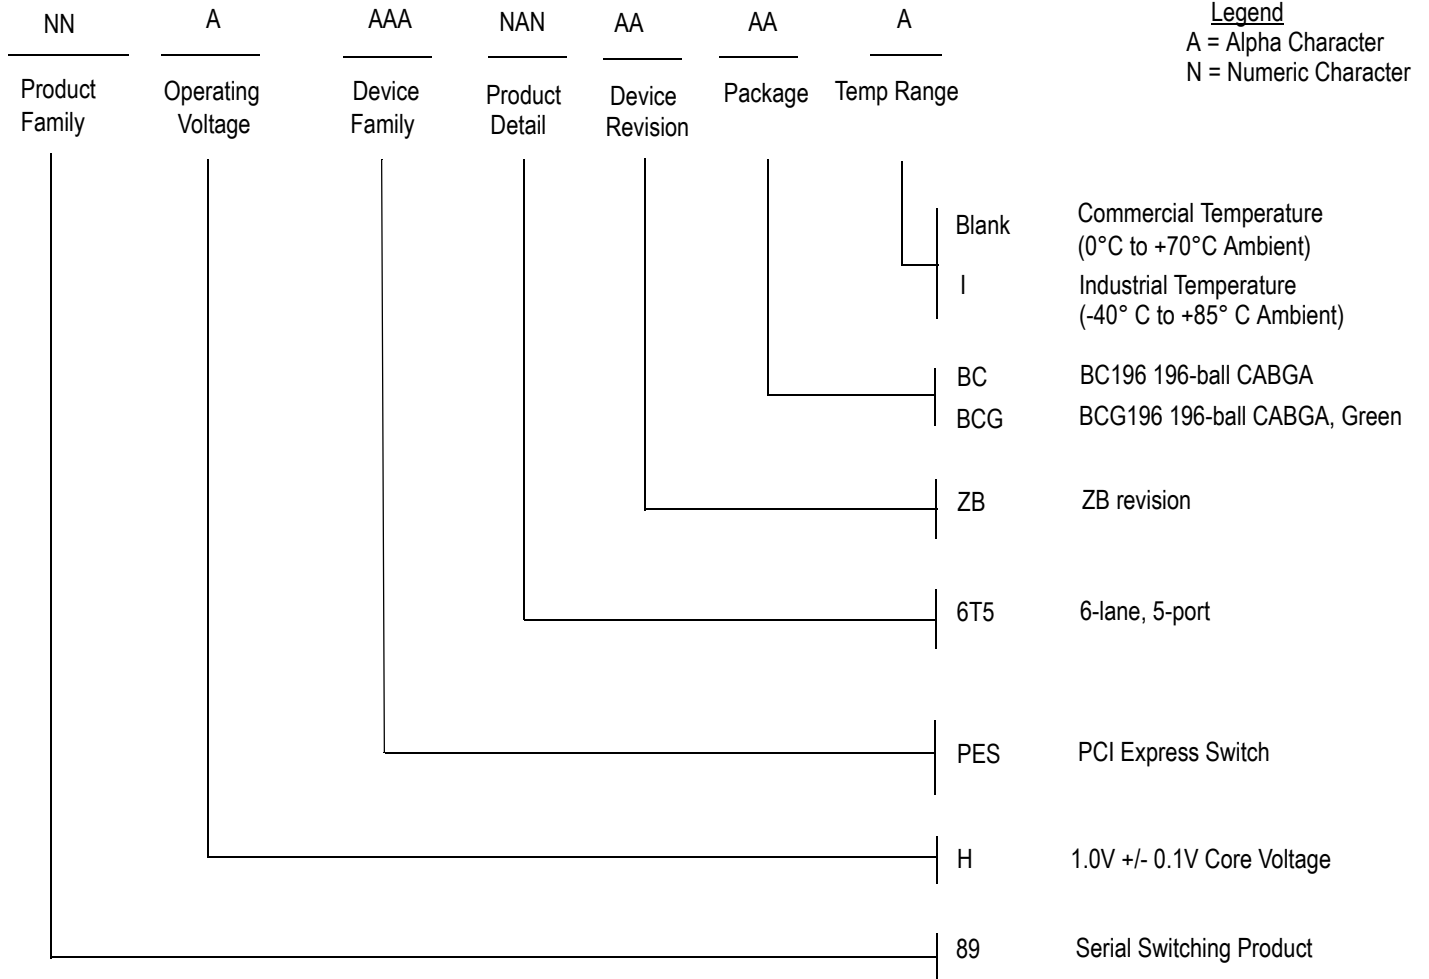 NN A AAA NAN AA AA A
Legend
A = Alpha Character
N = Numeric Character
Product
Family
Operating
Voltage
Device
Family
Product
Detail
Device
Revision
Package
Temp Range
Blank Commercial Temperature
(0°C to +70°C Ambient)
I Industrial Temperature
(-40° C to +85° C Ambient)
BC BC196 196-ball CABGA
BCG BCG196 196-ball CABGA, Green
ZB ZB revision
6T5 6-lane, 5-port
PES PCI Express Switch
H 1.0V +/- 0.1V Core Voltage
89 Serial Switching Product